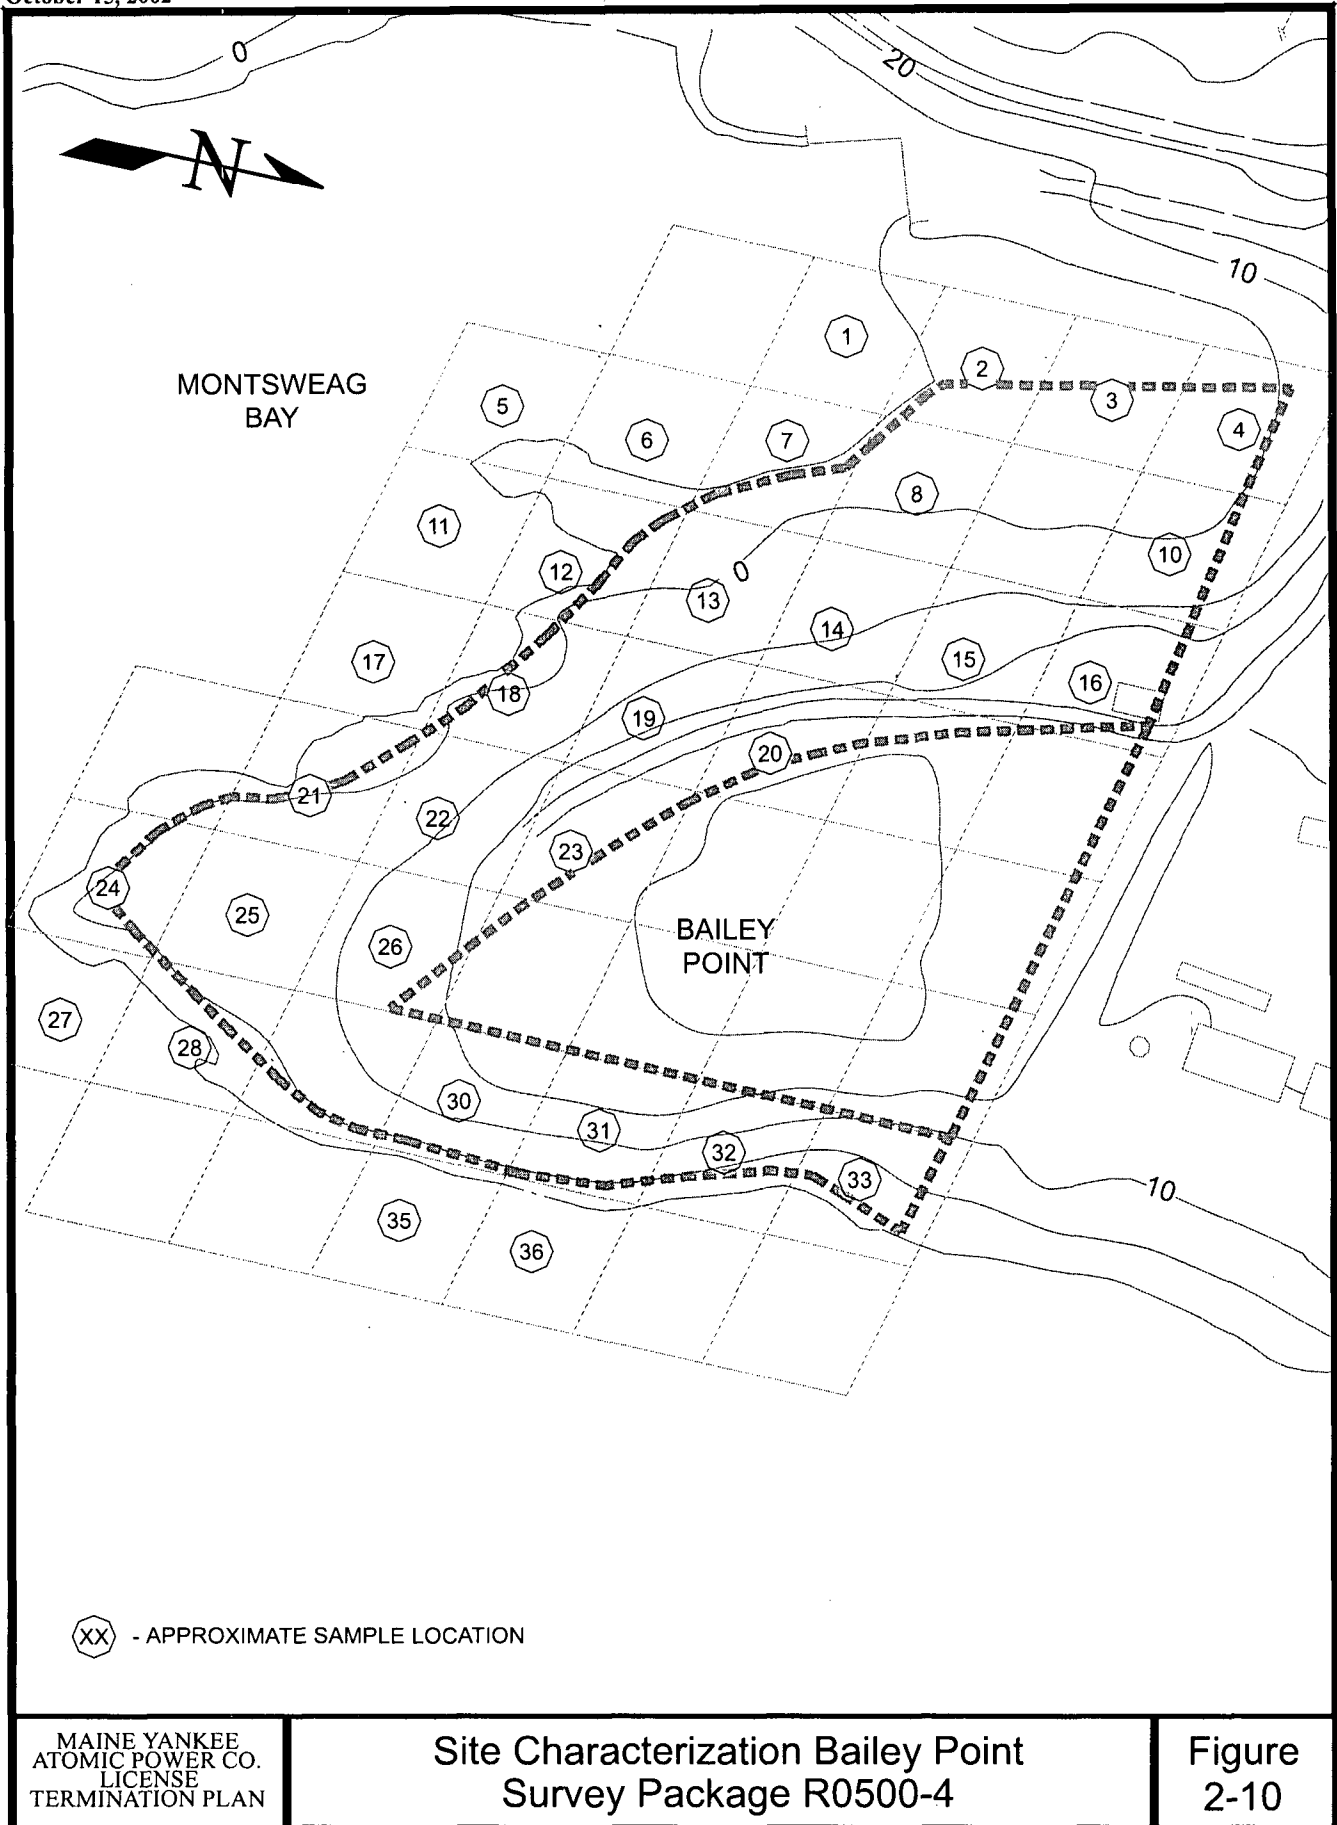 October 15, 2002
0
20
N
10
1
MONTSWEAG
BAY
2
3
4
5
6
7
8
11
10
12
0
13
14
15
16
17
18
19
20
21
22
23
24
25
26
BAILEY
POINT
27
28
30
31
32
33
10
35
36
XX - APPROXIMATE SAMPLE LOCATION
MAINE YANKEE
ATOMIC POWER CO.
LICENSE
TERMINATION PLAN
Site Characterization Bailey Point
Survey Package R0500-4
Figure
2-10